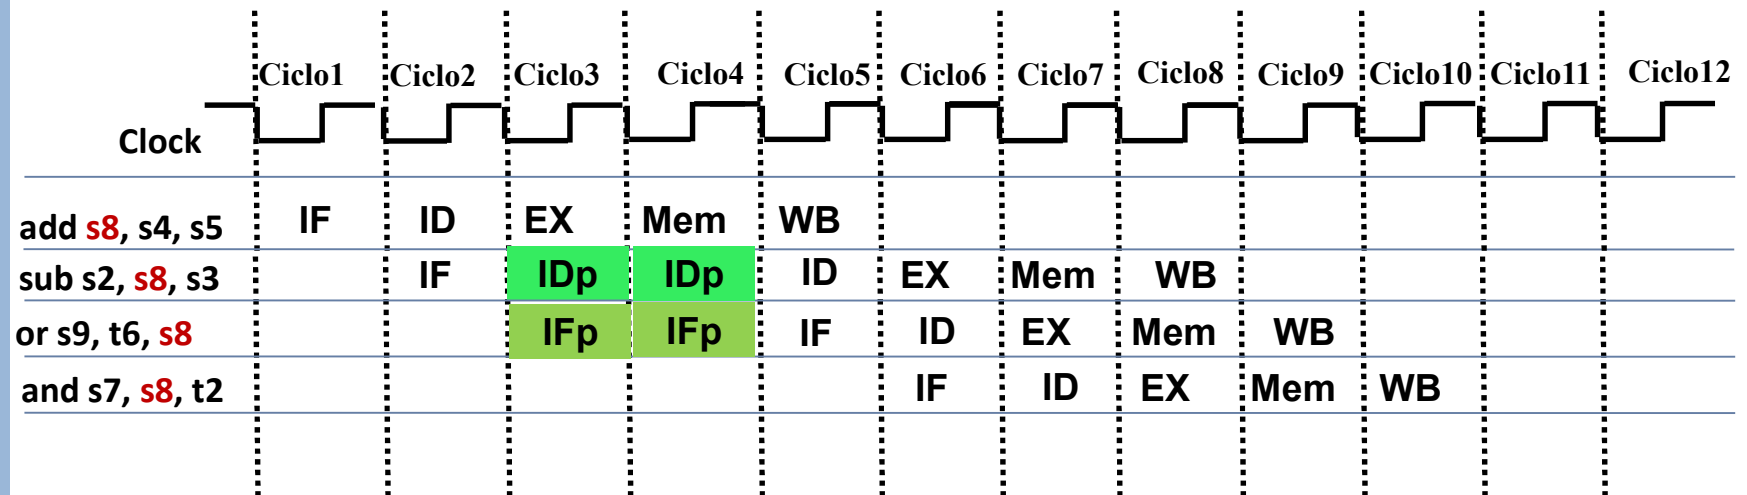 Ciclo1 Ciclo2 Ciclo3 Ciclo4 Ciclo5 Ciclo6 Ciclo7 Ciclo8 Ciclo9 Ciclo10 Ciclo11 Ciclo12
Clock
add s8, s4, s5 IF ID EX Mem WB
sub s2, s8, s3 IF IDp IDp ID EX Mem WB
or s9, t6, s8 IFp IFp IF ID EX Mem WB
and s7, s8, t2 IF ID EX Mem WB